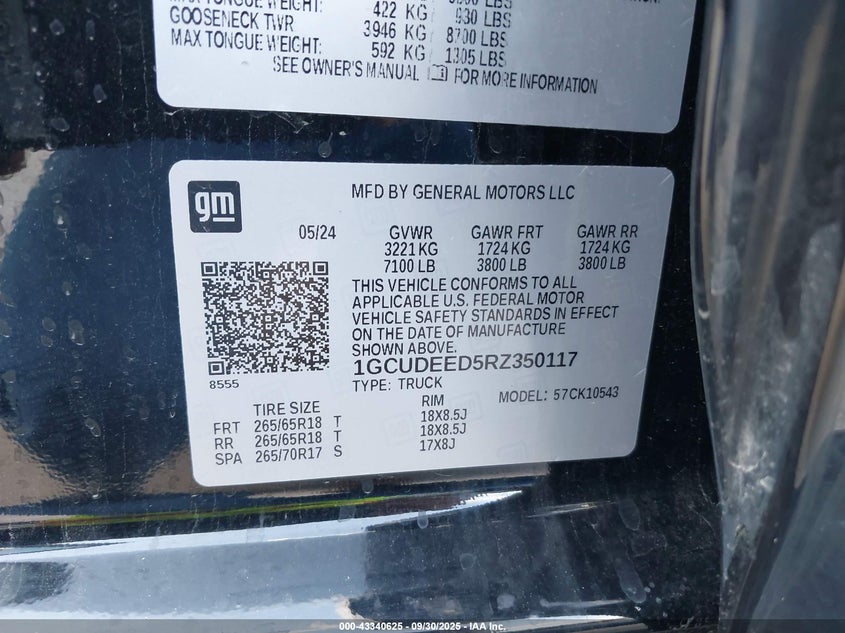 MAX TONGUE WEIGHT: 422 KG / 930 LBS
GOOSENECK TWR 3946 KG / 8700 LBS
MAX TONGUE WEIGHT: 592 KG / 1305 LBS
SEE OWNER'S MANUAL FOR MORE INFORMATION
gm
MFD BY GENERAL MOTORS LLC
05/24 GVWR GAWR FRT GAWR RR
3221 KG 1724 KG 1724 KG
7100 LB 3800 LB 3800 LB
THIS VEHICLE CONFORMS TO ALL
APPLICABLE U.S. FEDERAL MOTOR
VEHICLE SAFETY STANDARDS IN EFFECT
ON THE DATE OF MANUFACTURE
SHOWN ABOVE.
8555
1GCUDEED5RZ350117
TYPE: TRUCK MODEL: 57CK10543
TIRE SIZE RIM
FRT 265/65R18 T 18X8.5J
RR 265/65R18 T 18X8.5J
SPA 265/70R17 S 17X8J
000-43340625 - 09/30/2025 - IAA Inc.